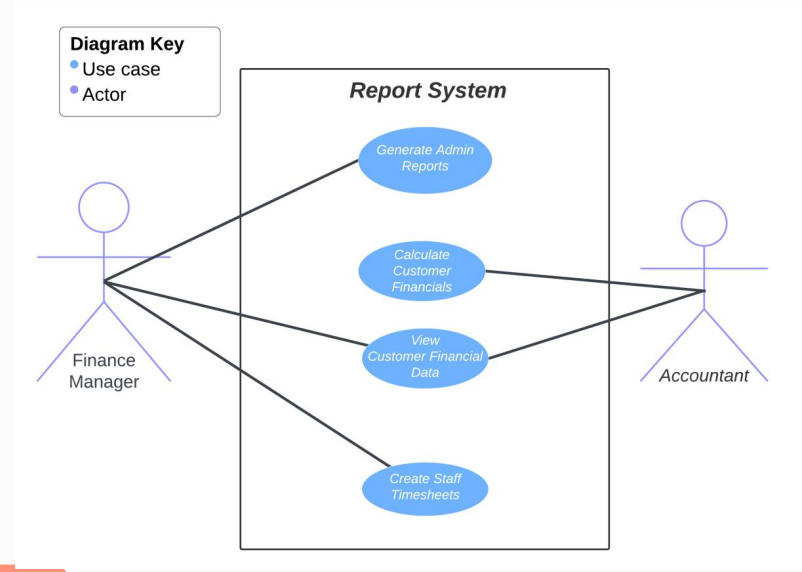 Diagram Key
Use case
Actor
Report System
Generate Admin
Reports
Calculate
Customer
Financials
View
Customer Financial
Data
Create Staff
Timesheets
Finance
Manager
Accountant